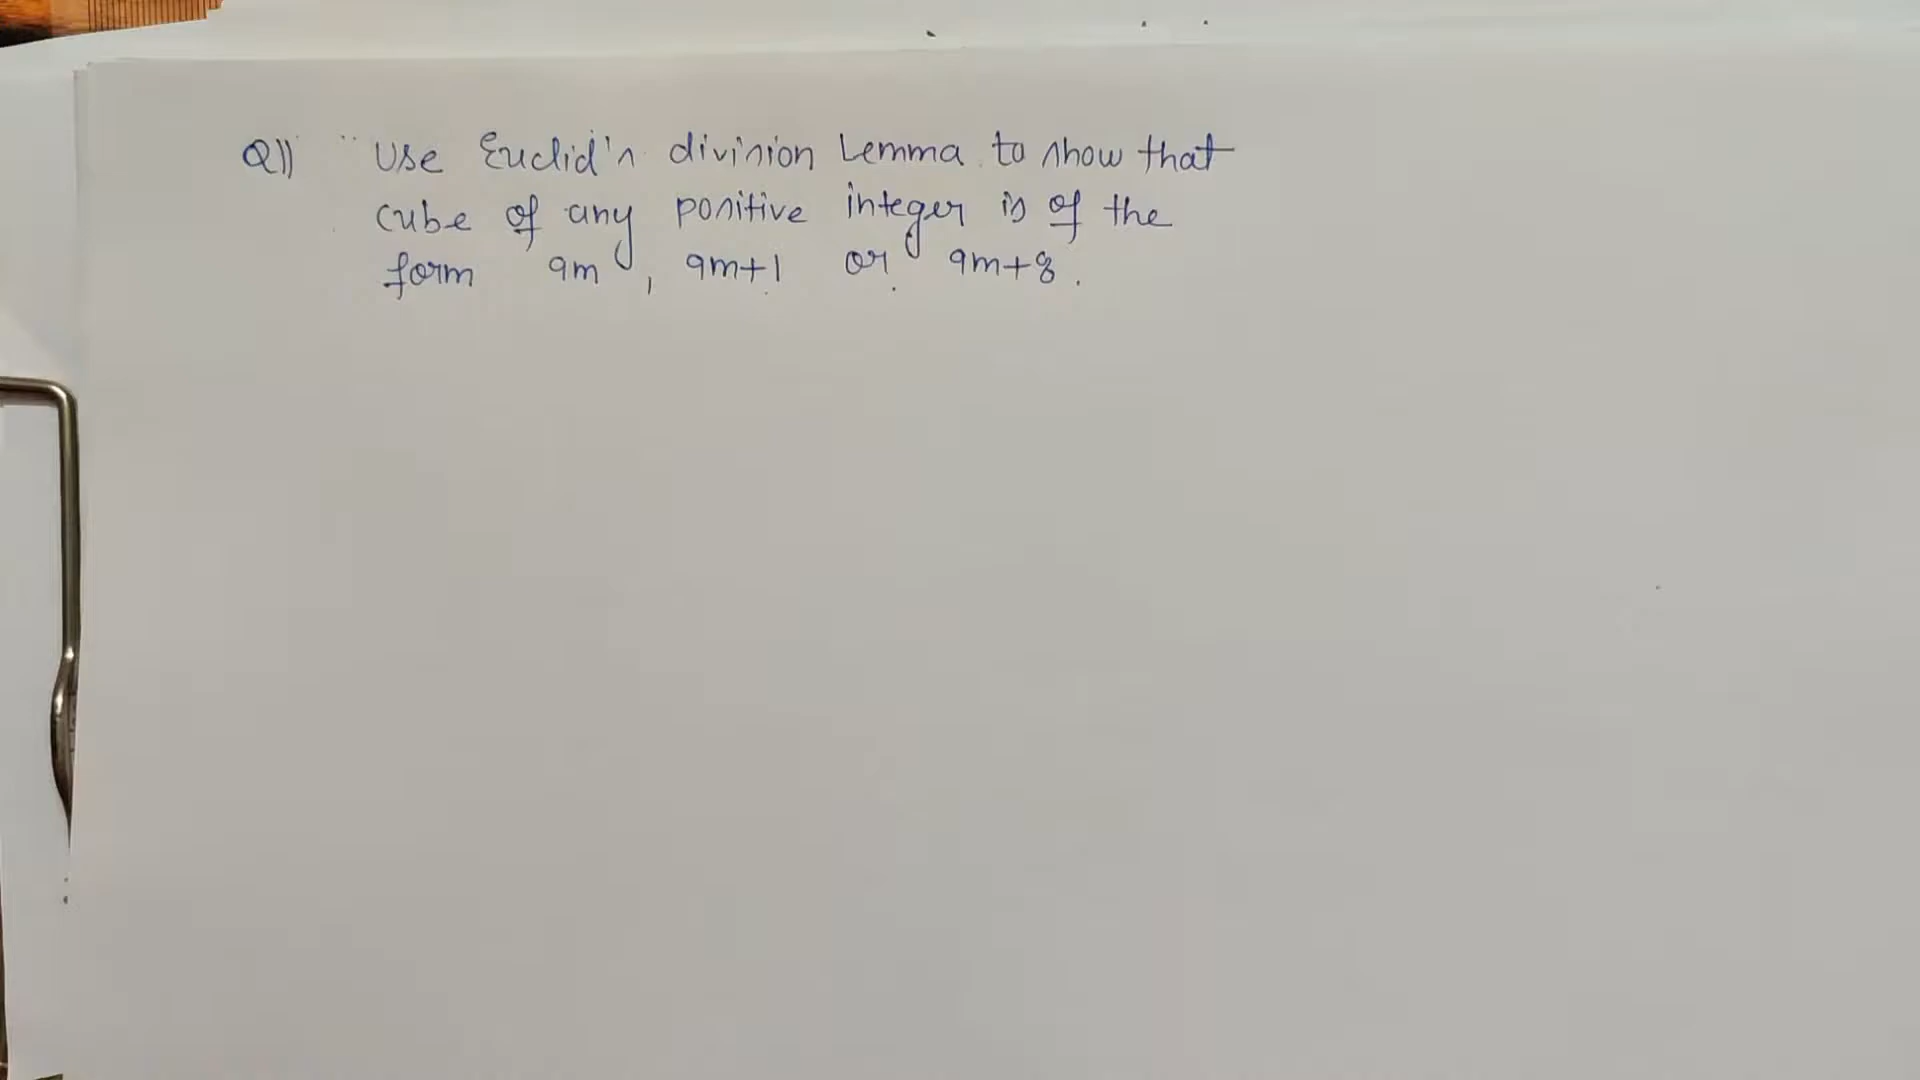 Q1) Use Euclid's division Lemma to show that
cube of any positive integer is of the
form 9m, 9m+1 or 9m+8.